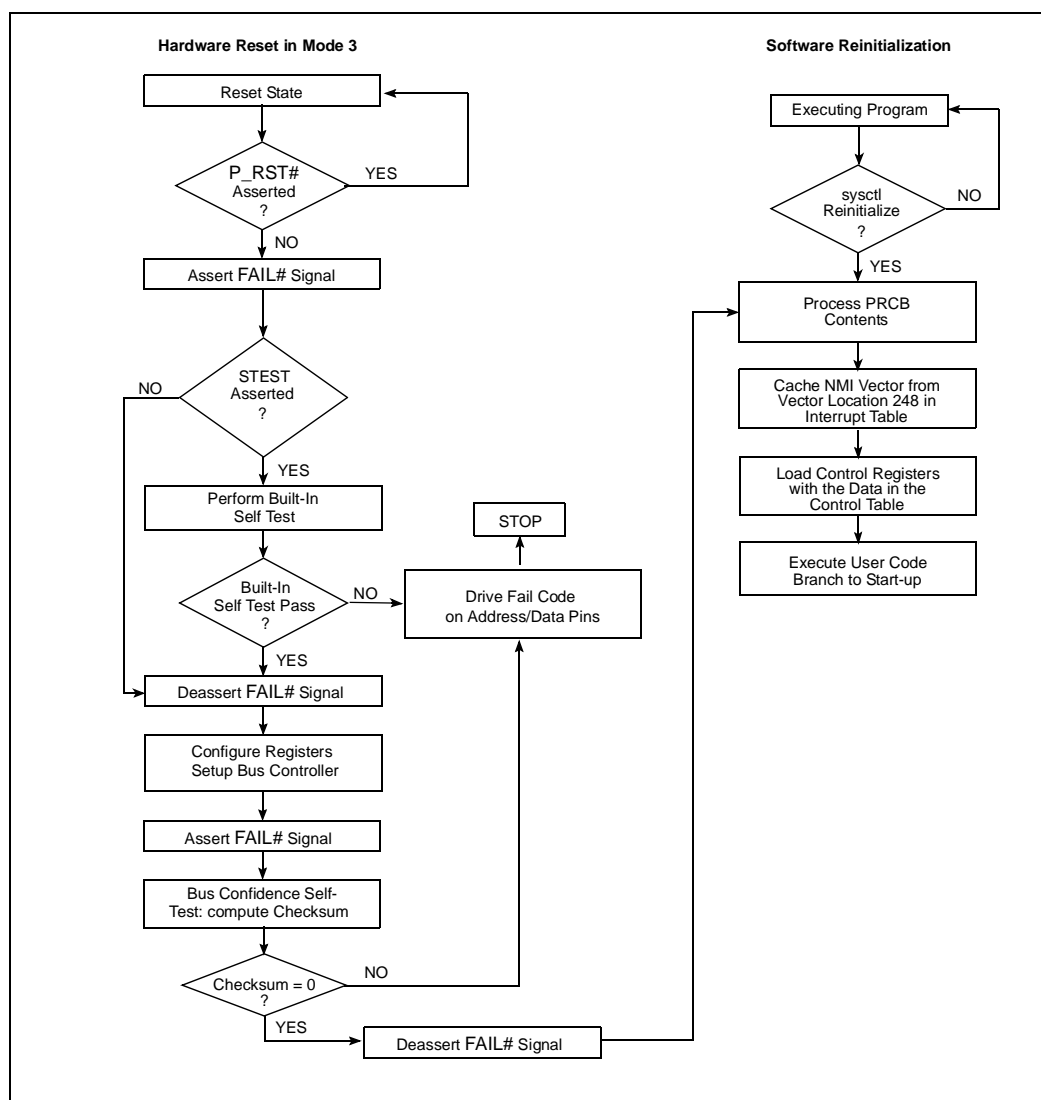 Hardware Reset in Mode 3
Reset State
P_RST#
Asserted
?
YES
NO
Assert FAIL# Signal
STEST
Asserted
?
NO
YES
Perform Built-In
Self Test
Built-In
Self Test Pass
?
NO
YES
STOP
Drive Fail Code
on Address/Data Pins
Deassert FAIL# Signal
Configure Registers
Setup Bus Controller
Assert FAIL# Signal
Bus Confidence Self-
Test: compute Checksum
Checksum = 0
?
NO
YES
Deassert FAIL# Signal
Software Reinitialization
Executing Program
sysctl
Reinitialize
?
NO
YES
Process PRCB
Contents
Cache NMI Vector from
Vector Location 248 in
Interrupt Table
Load Control Registers
with the Data in the
Control Table
Execute User Code
Branch to Start-up